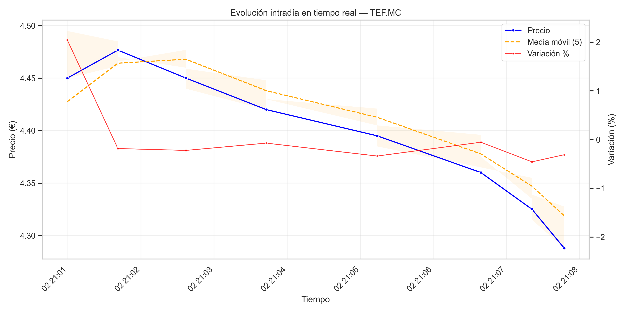 Evolución intradía en tiempo real — TEF.MC
4.50
4.45
4.40
4.35
4.30
Precio (€)
2
1
0
−1
−2
Variación (%)
Precio
Media móvil (5)
Variación %
02 21:01
02 21:02
02 21:03
02 21:04
02 21:05
02 21:06
02 21:07
02 21:08
Tiempo